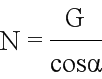 N = G / cosα